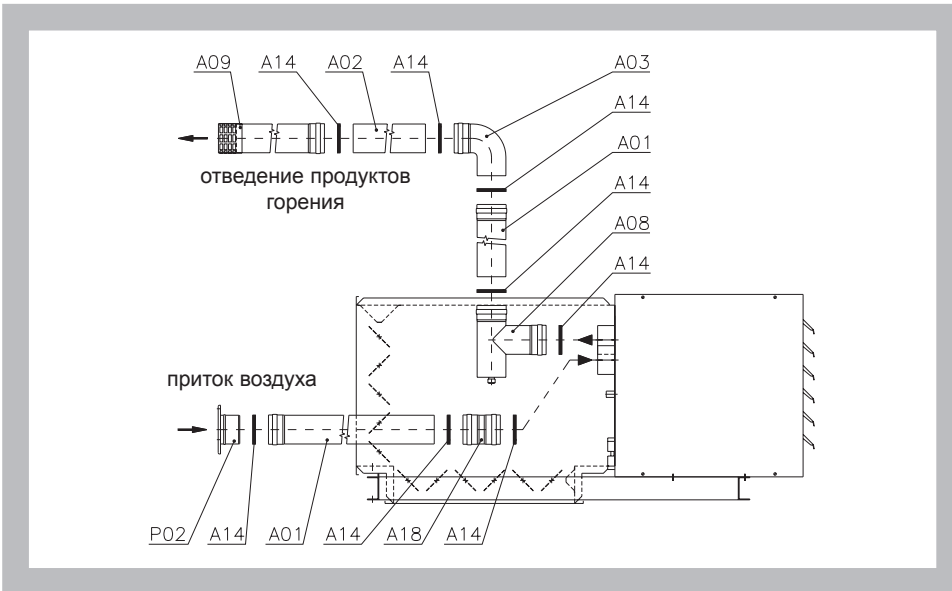 A09 A14 A02 A14 A03
A14
отведение продуктов
горения
A01
A14
A08
A14
приток воздуха
P02 A14 A01 A14 A18 A14